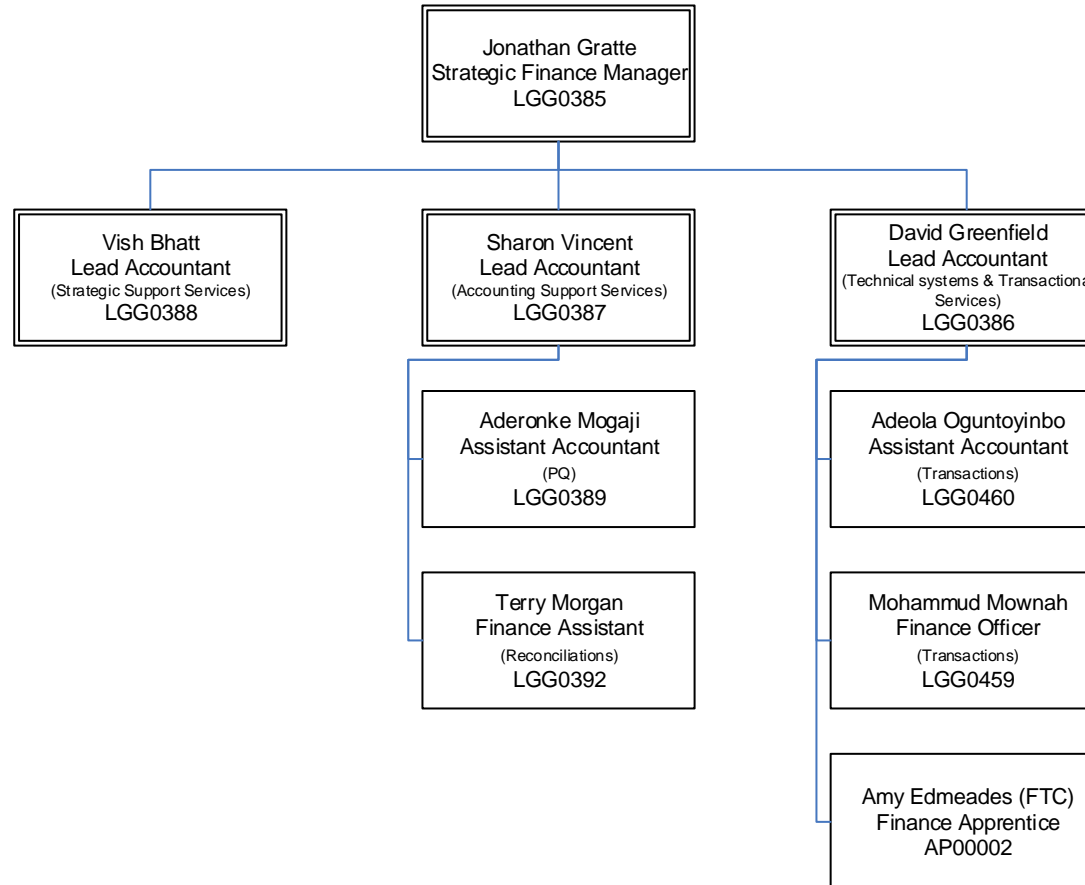 Jonathan Gratte
Strategic Finance Manager
LGG0385
Vish Bhatt
Lead Accountant
(Strategic Support Services)
LGG0388
Sharon Vincent
Lead Accountant
(Accounting Support Services)
LGG0387
David Greenfield
Lead Accountant
(Technical systems & Transactiona
Services)
LGG0386
Aderonke Mogaji
Assistant Accountant
(PQ)
LGG0389
Adeola Oguntoyinbo
Assistant Accountant
(Transactions)
LGG0460
Terry Morgan
Finance Assistant
(Reconciliations)
LGG0392
Mohammud Mownah
Finance Officer
(Transactions)
LGG0459
Amy Edmeades (FTC)
Finance Apprentice
AP00002